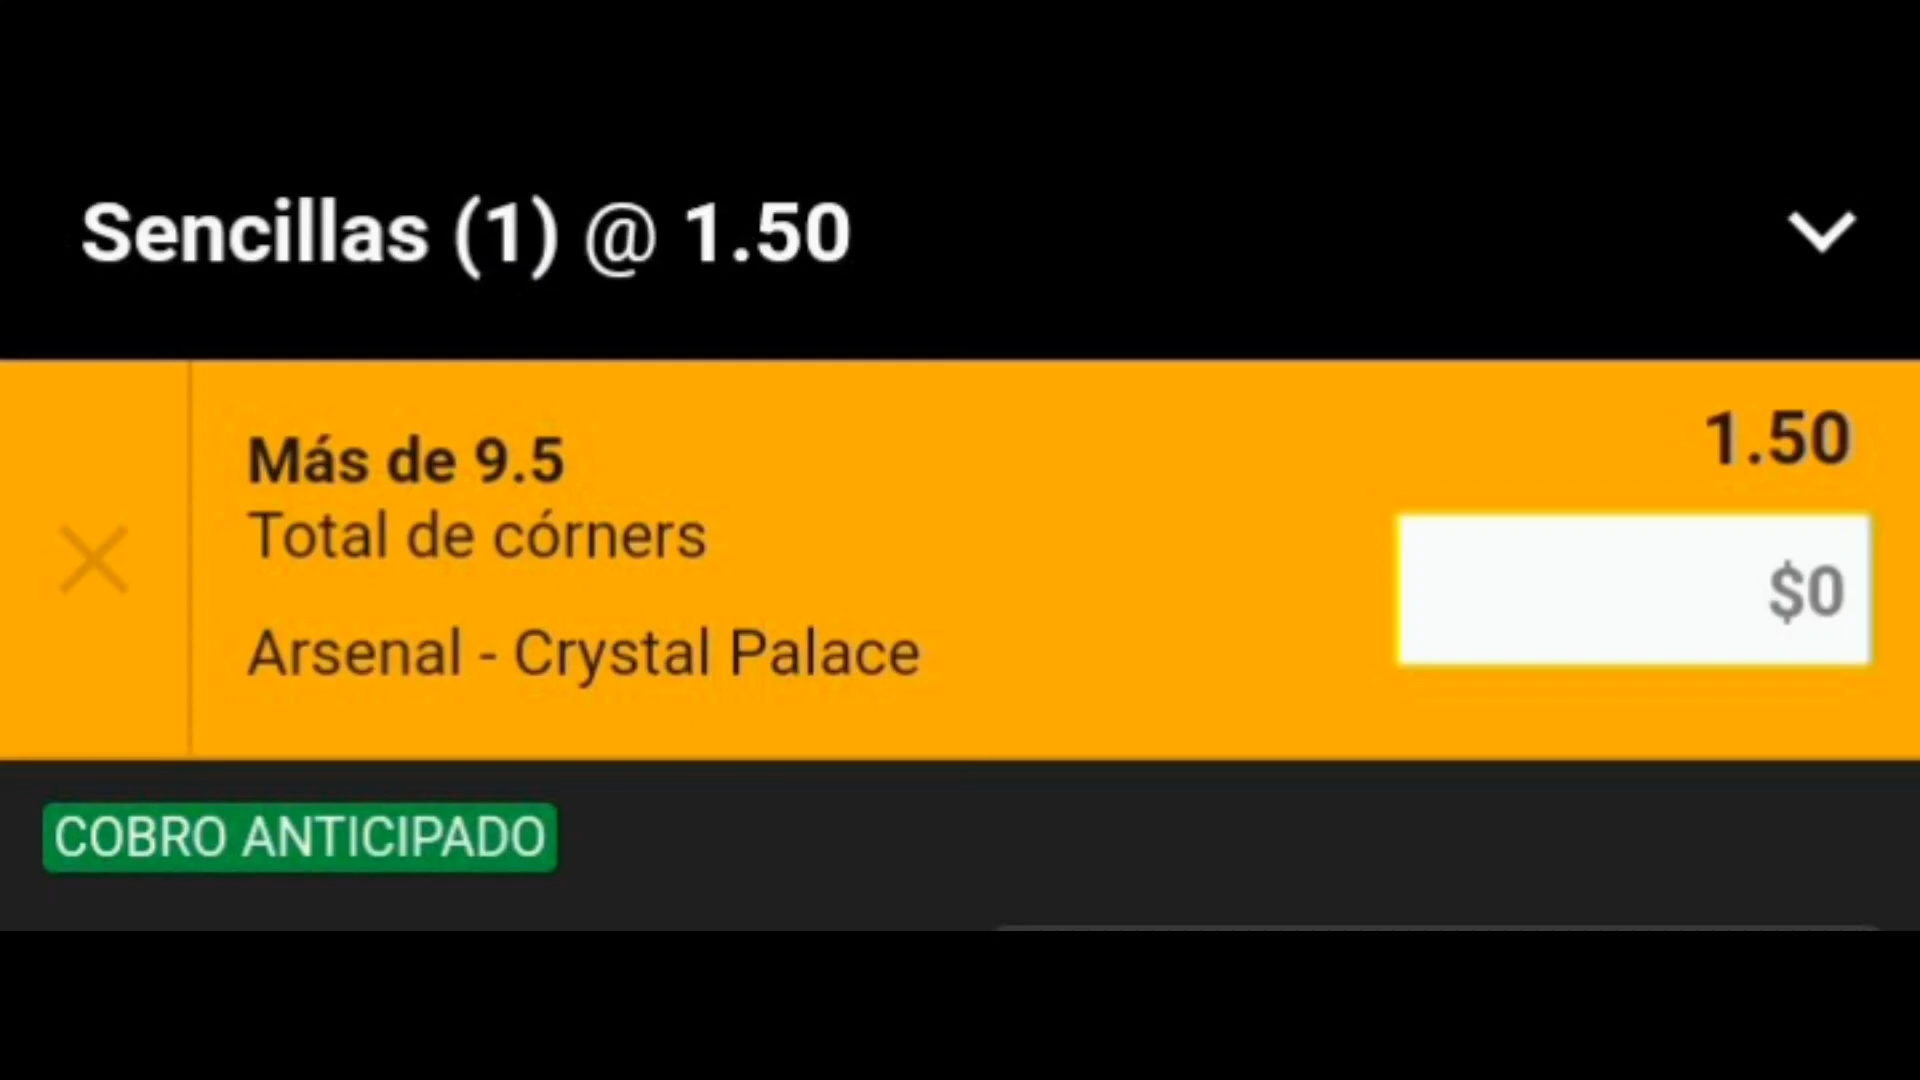 Sencillas (1) @ 1.50
1.50
Más de 9.5
Total de córners
$0
Arsenal - Crystal Palace
COBRO ANTICIPADO